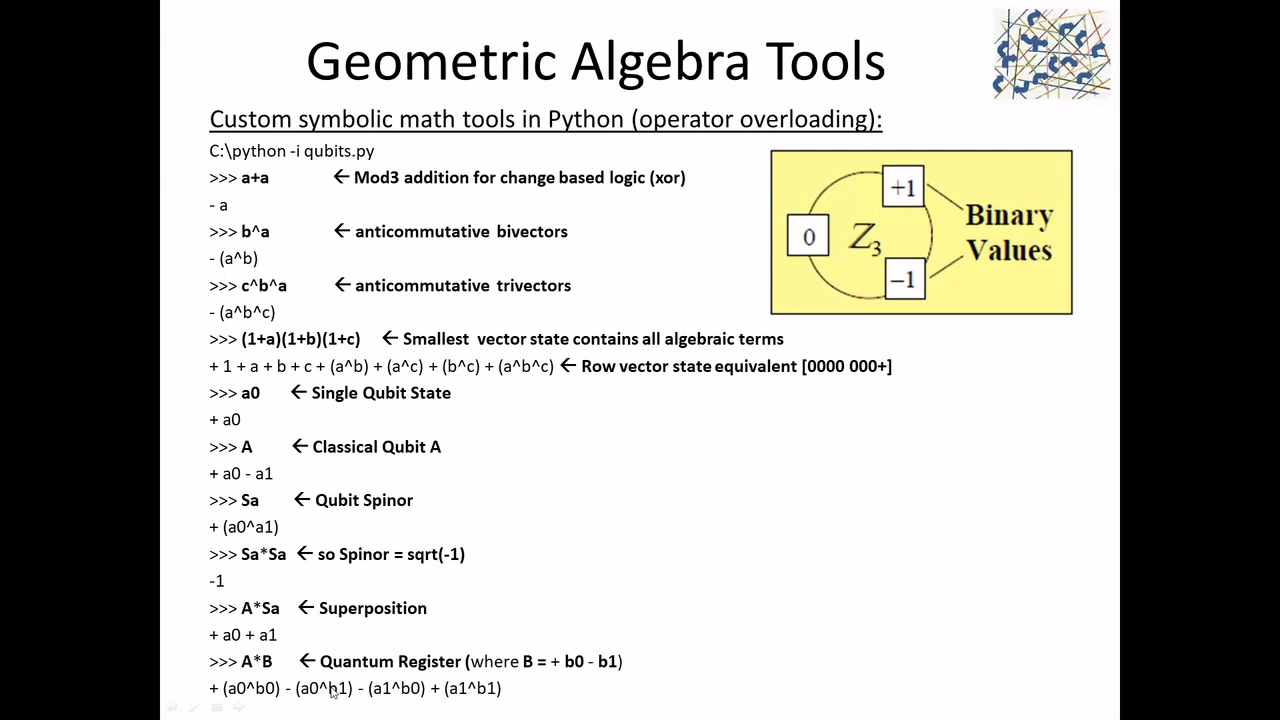 Geometric Algebra Tools
Custom symbolic math tools in Python (operator overloading):
C:\python -i qubits.py
>>> a+a ← Mod3 addition for change based logic (xor)
- a
>>> b^a ← anticommutative bivectors
- (a^b)
>>> c^b^a ← anticommutative trivectors
- (a^b^c)
>>> (1+a)(1+b)(1+c) ← Smallest vector state contains all algebraic terms
+ 1 + a + b + c + (a^b) + (a^c) + (b^c) + (a^b^c) ← Row vector state equivalent [0000 000+]
>>> a0 ← Single Qubit State
+ a0
>>> A ← Classical Qubit A
+ a0 - a1
>>> Sa ← Qubit Spinor
+ (a0^a1)
>>> Sa*Sa ← so Spinor = sqrt(-1)
-1
>>> A*Sa ← Superposition
+ a0 + a1
>>> A*B ← Quantum Register (where B = + b0 - b1)
+ (a0^b0) - (a0^b1) - (a1^b0) + (a1^b1)
+1
0
Z3
−1
Binary
Values